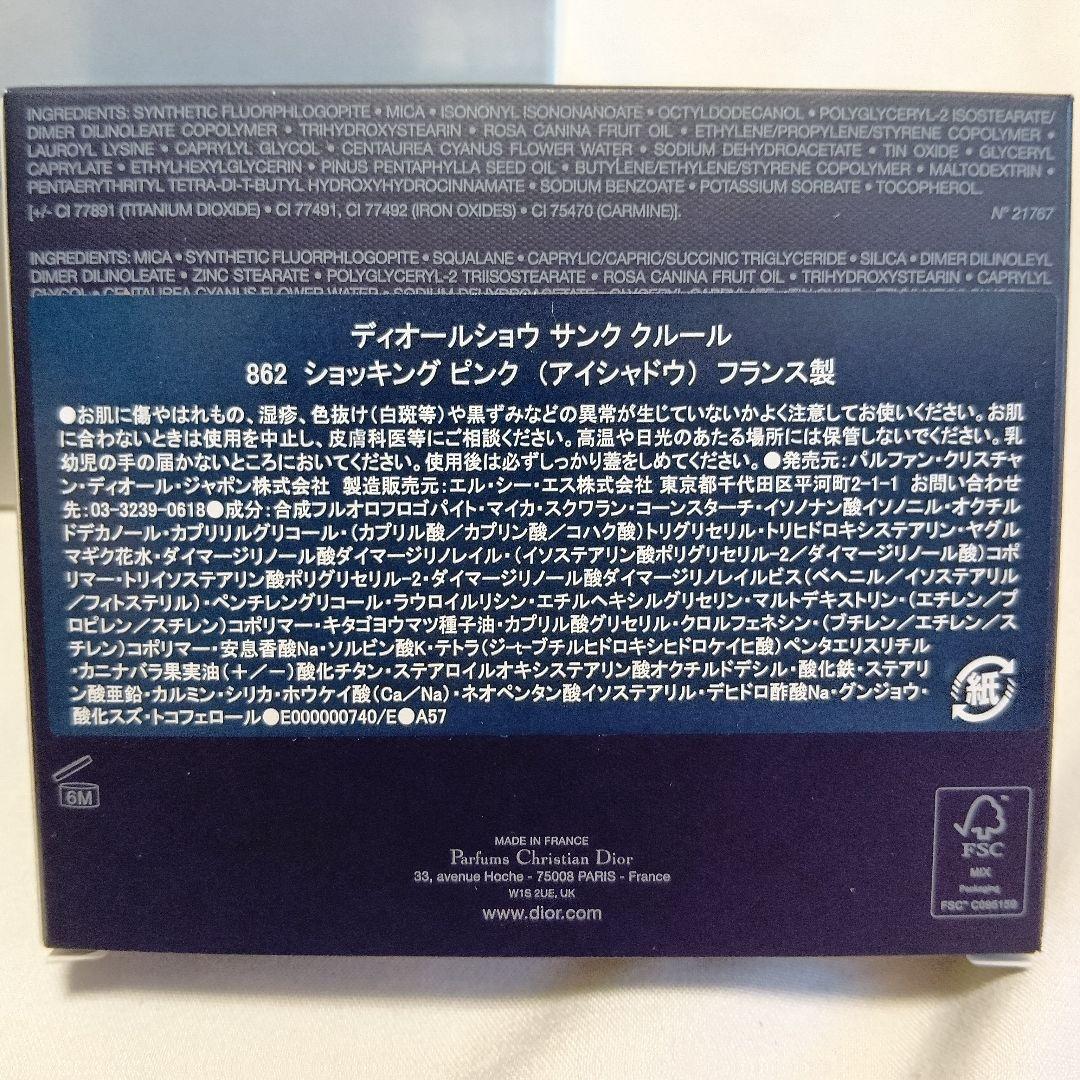 INGREDIENTS: SYNTHETIC FLUORPHLOGOPITE • MICA • ISONONYL ISONONANOATE • OCTYLDODECANOL • POLYGLYCERYL-2 ISOSTEARATE/
DIMER DILINOLEATE COPOLYMER • TRIHYDROXYSTEARIN • ROSA CANINA FRUIT OIL • ETHYLENE/PROPYLENE/STYRENE COPOLYMER •
LAUROYL LYSINE • CAPRYLYL GLYCOL • CENTAUREA CYANUS FLOWER WATER • SODIUM DEHYDROACETATE • TIN OXIDE • GLYCERYL
CAPRYLATE • ETHYLHEXYLGLYCERIN • PINUS PENTAPHYLLA SEED OIL • BUTYLENE/ETHYLENE/STYRENE COPOLYMER • MALTODEXTRIN •
PENTAERYTHRITYL TETRA-DI-T-BUTYL HYDROXYHYDROCINNAMATE • SODIUM BENZOATE • POTASSIUM SORBATE • TOCOPHEROL.
[+/- CI 77891 (TITANIUM DIOXIDE) • CI 77491, CI 77492 (IRON OXIDES) • CI 75470 (CARMINE)]. N° 21767
INGREDIENTS: MICA • SYNTHETIC FLUORPHLOGOPITE • SQUALANE • CAPRYLIC/CAPRIC/SUCCINIC TRIGLYCERIDE • SILICA • DIMER DILINOLEYL
DIMER DILINOLEATE • ZINC STEARATE • POLYGLYCERYL-2 TRIISOSTEARATE • ROSA CANINA FRUIT OIL • TRIHYDROXYSTEARIN • CAPRYLYL
GLYCOL • CENTAUREA CYANUS FLOWER WATER • SODIUM DEHYDROACETATE • GLYCERYL CAPRYLATE • TIN OXIDE
ディオールショウ サンク クルール
862 ショッキング ピンク （アイシャドウ） フランス製
●お肌に傷やはれもの、湿疹、色抜け（白斑等）や黒ずみなどの異常が生じていないかよく注意してお使いください。お肌
に合わないときは使用を中止し、皮膚科医等にご相談ください。高温や日光のあたる場所には保管しないでください。乳
幼児の手の届かないところにおいてください。使用後は必ずしっかり蓋をしめてください。●発売元：パルファン・クリスチャ
ン・ディオール・ジャポン株式会社 製造販売元：エル・シー・エス株式会社 東京都千代田区平河町2-1-1 お問い合わせ
先：03-3239-0618●成分：合成フルオロフロゴパイト・マイカ・スクワラン・コーンスターチ・イソノナン酸イソノニル・オクチル
ドデカノール・カプリリルグリコール・（カプリル酸／カプリン酸／コハク酸）トリグリセリル・トリヒドロキシステアリン・ヤグル
マギク花水・ダイマージリノール酸ダイマージリノレイル・（イソステアリン酸ポリグリセリル-2／ダイマージリノール酸）コポ
リマー・トリイソステアリン酸ポリグリセリル-2・ダイマージリノール酸ダイマージリノレイルビス（ベヘニル／イソステアリル
／フィトステリル）・ペンチレングリコール・ラウロイルリシン・エチルヘキシルグリセリン・マルトデキストリン・（エチレン／プ
ロピレン／スチレン）コポリマー・キタゴヨウマツ種子油・カプリル酸グリセリル・クロルフェネシン・（ブチレン／エチレン／ス
チレン）コポリマー・安息香酸Na・ソルビン酸K・テトラ（ジーt-ブチルヒドロキシヒドロケイヒ酸）ペンタエリスリチル
・カニナバラ果実油（＋／－）酸化チタン・ステアロイルオキシステアリン酸オクチルドデシル・酸化鉄・ステアリ
ン酸亜鉛・カルミン・シリカ・ホウケイ酸（Ca／Na）・ネオペンタン酸イソステアリル・デヒドロ酢酸Na・グンジョウ・
酸化スズ・トコフェロール●E000000740/E●A57
紙
6M
MADE IN FRANCE
Parfums Christian Dior
33, avenue Hoche - 75008 PARIS - France
W1S 2UE, UK
www.dior.com
FSC
MIX
Packaging
FSC™ C095159